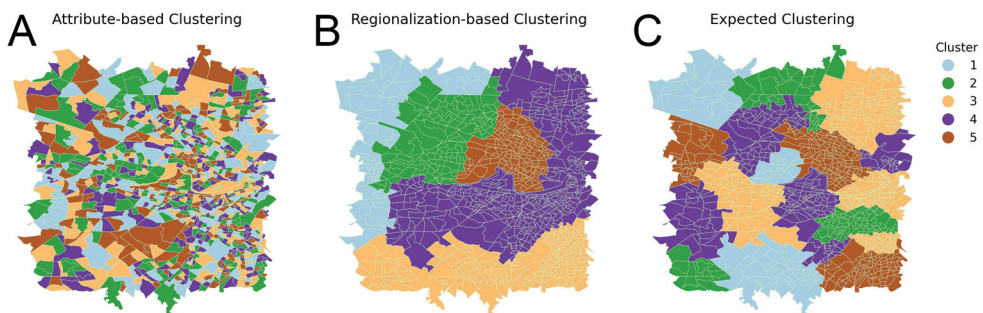 A
Attribute-based Clustering
B
Regionalization-based Clustering
C
Expected Clustering
Cluster
1
2
3
4
5